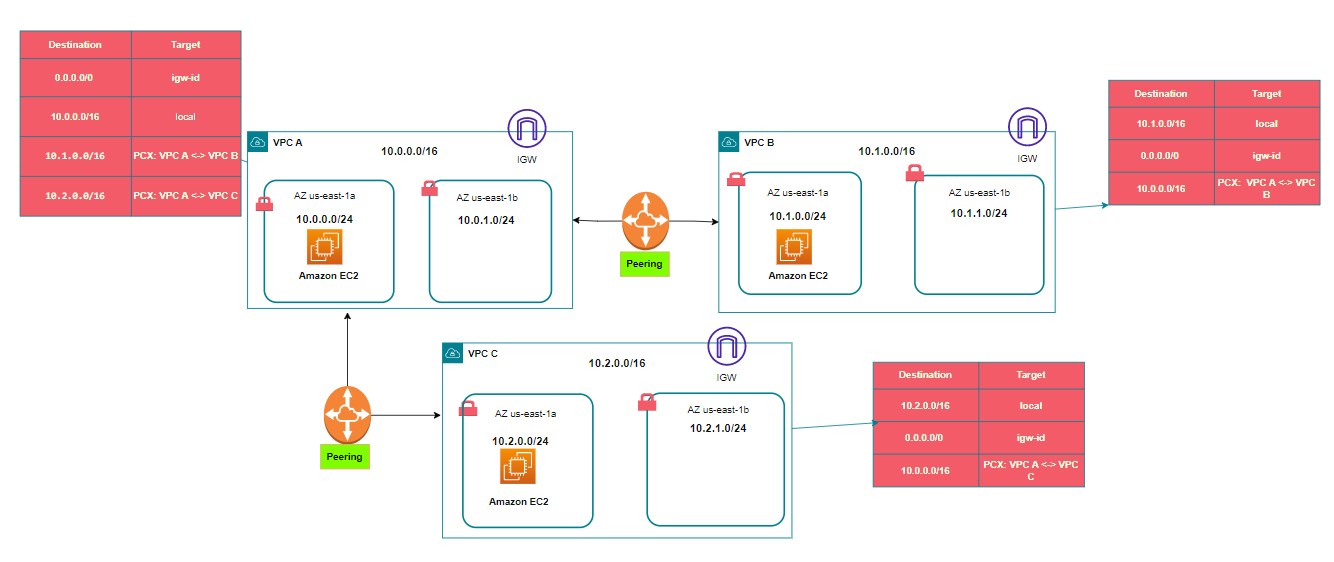 Destination Target
0.0.0.0/0 igw-id
10.0.0.0/16 local
10.1.0.0/16 PCX: VPC A <-> VPC B
10.2.0.0/16 PCX: VPC A <-> VPC C
VPC A
10.0.0.0/16
IGW
AZ us-east-1a
10.0.0.0/24
Amazon EC2
AZ us-east-1b
10.0.1.0/24
Peering
VPC B
10.1.0.0/16
IGW
AZ us-east-1a
10.1.0.0/24
Amazon EC2
AZ us-east-1b
10.1.1.0/24
Destination Target
10.1.0.0/16 local
0.0.0.0/0 igw-id
10.0.0.0/16 PCX: VPC A <-> VPC
B
Peering
VPC C
10.2.0.0/16
IGW
AZ us-east-1a
10.2.0.0/24
Amazon EC2
AZ us-east-1b
10.2.1.0/24
Destination Target
10.2.0.0/16 local
0.0.0.0/0 igw-id
10.0.0.0/16 PCX: VPC A <-> VPC
C